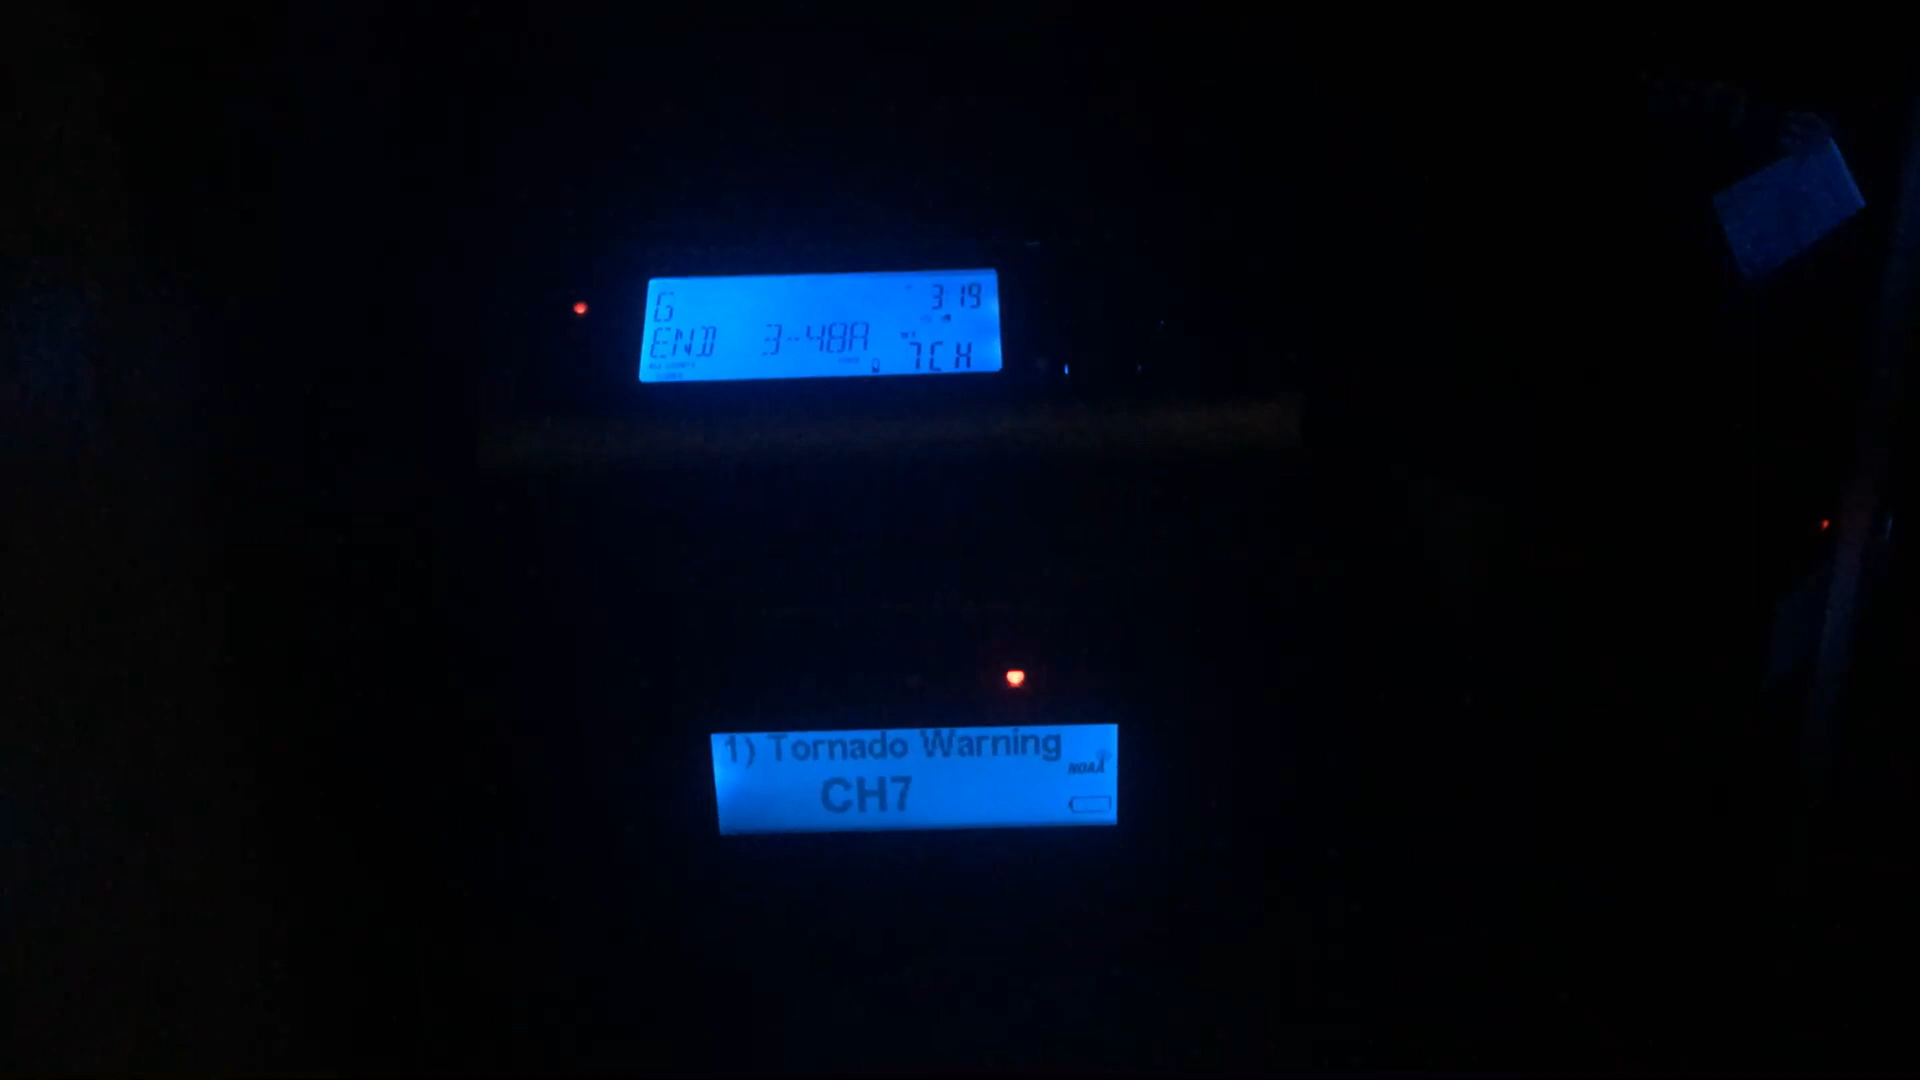 G
3:19
END 3-48A
7CH
1) Tornado Warning
NOAA
CH7